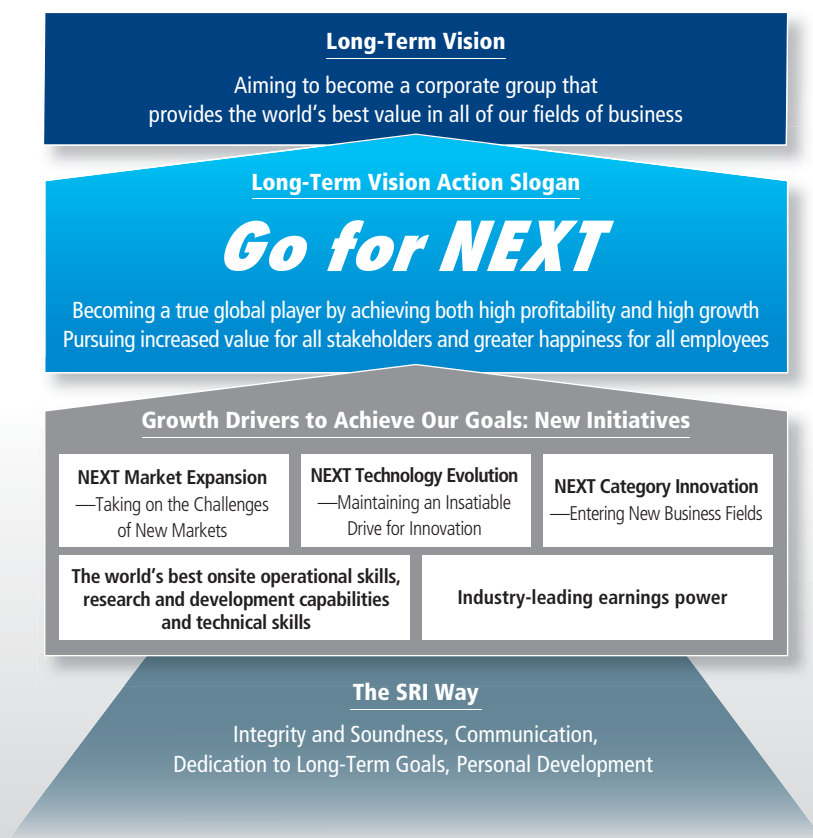 Long-Term Vision
Aiming to become a corporate group that
provides the world's best value in all of our fields of business
Long-Term Vision Action Slogan
Go for NEXT
Becoming a true global player by achieving both high profitability and high growth
Pursuing increased value for all stakeholders and greater happiness for all employees
Growth Drivers to Achieve Our Goals: New Initiatives
NEXT Market Expansion
—Taking on the Challenges
of New Markets
NEXT Technology Evolution
—Maintaining an Insatiable
Drive for Innovation
NEXT Category Innovation
—Entering New Business Fields
The world's best onsite operational skills,
research and development capabilities
and technical skills
Industry-leading earnings power
The SRI Way
Integrity and Soundness, Communication,
Dedication to Long-Term Goals, Personal Development